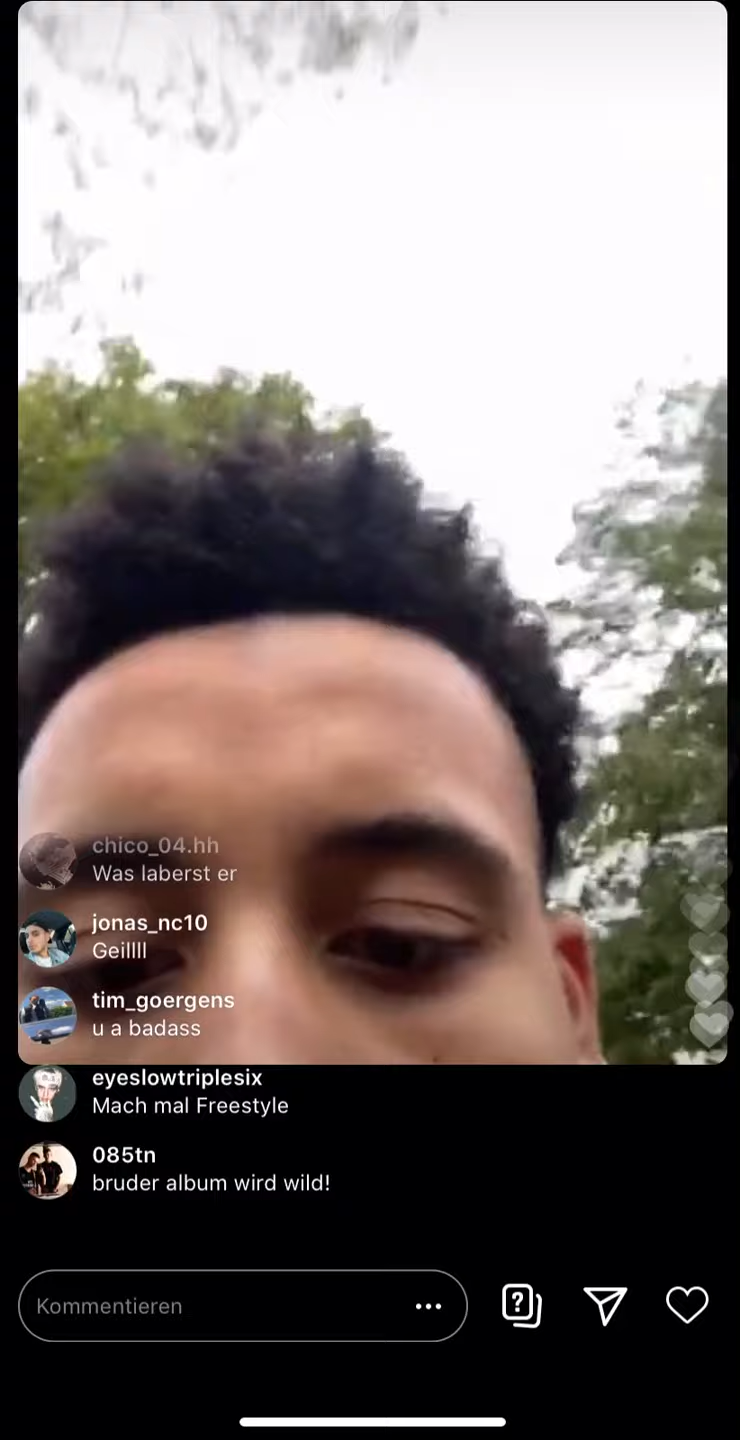 chico_04.hh
Was laberst er
jonas_nc10
Geillll
tim_goergens
u a badass
eyeslowtriplesix
Mach mal Freestyle
085tn
bruder album wird wild!
Kommentieren